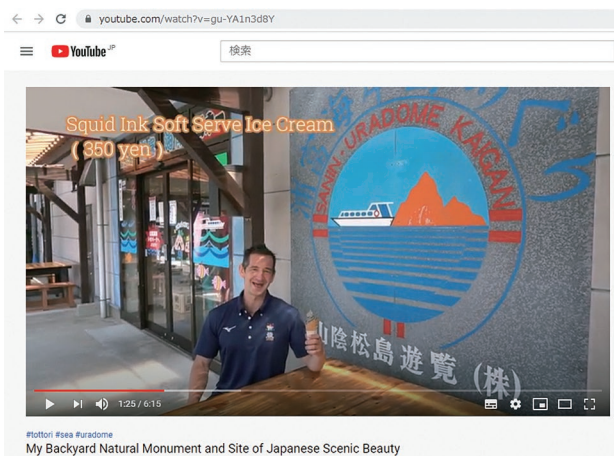 youtube.com/watch?v=gu-YA1n3d8Y
YouTube JP
検索
Squid Ink Soft Serve Ice Cream
( 350 yen )
SANIN-URADOME KAIGAN
山陰松島遊覧(株)
1:25 / 6:15
#tottori #sea #uradome
My Backyard Natural Monument and Site of Japanese Scenic Beauty